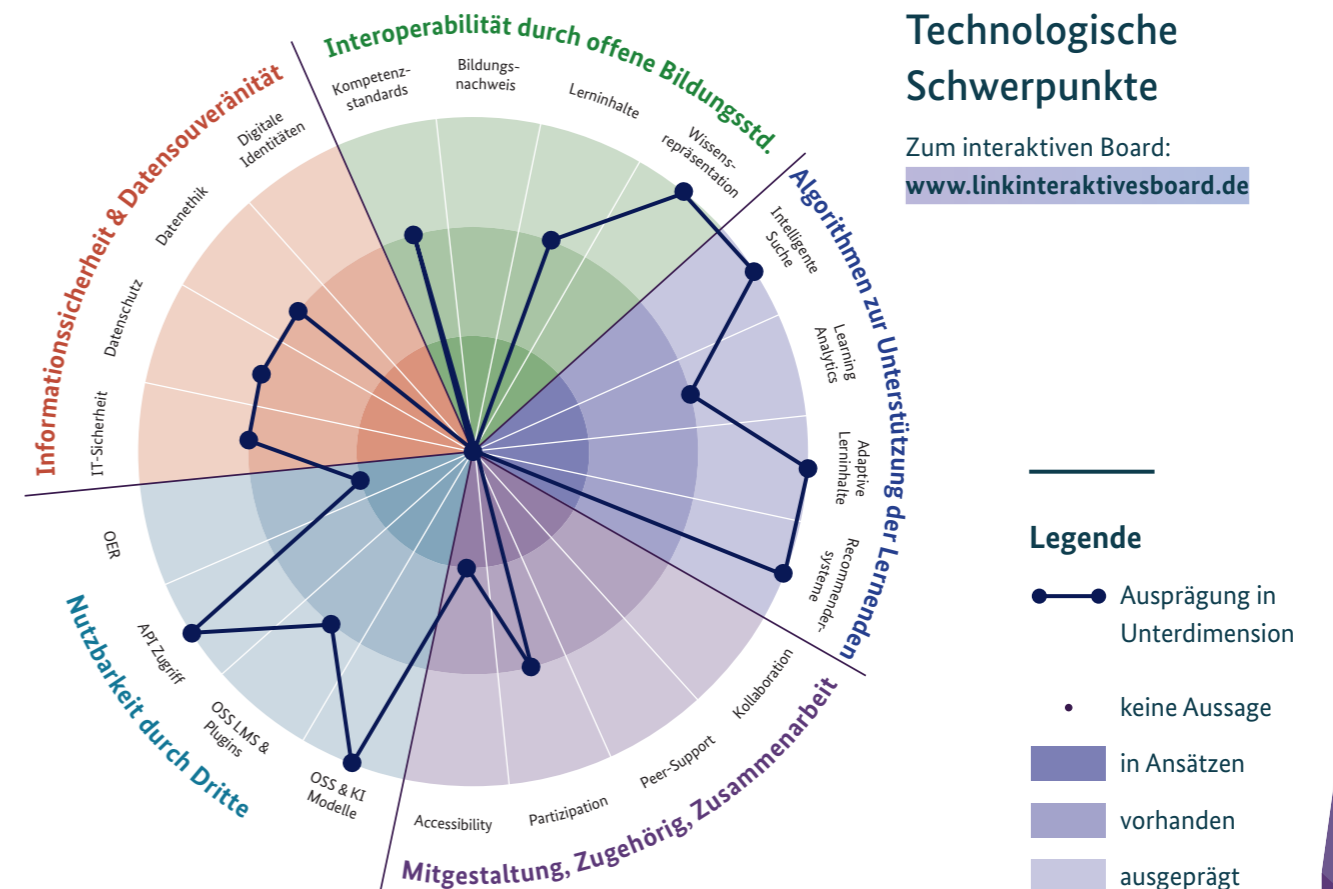 Technologische
Schwerpunkte
Zum interaktiven Board:
www.linkinteraktivesboard.de
Interoperabilität durch offene Bildungsstd.
Kompetenz-
standards
Bildungs-
nachweis
Lerninhalte
Wissens-
repräsentation
Algorithmen zur Unterstützung der Lernenden
Intelligente
Suche
Learning
Analytics
Adaptive
Lerninhalte
Recommender-
systeme
Mitgestaltung, Zugehörig, Zusammenarbeit
Kollaboration
Peer-Support
Partizipation
Accessibility
Nutzbarkeit durch Dritte
OSS & KI
Modelle
OSS LMS &
Plugins
API Zugriff
OER
Informationssicherheit & Datensouveränität
IT-Sicherheit
Datenschutz
Datenethik
Digitale
Identitäten
Legende
Ausprägung in
Unterdimension
keine Aussage
in Ansätzen
vorhanden
ausgeprägt